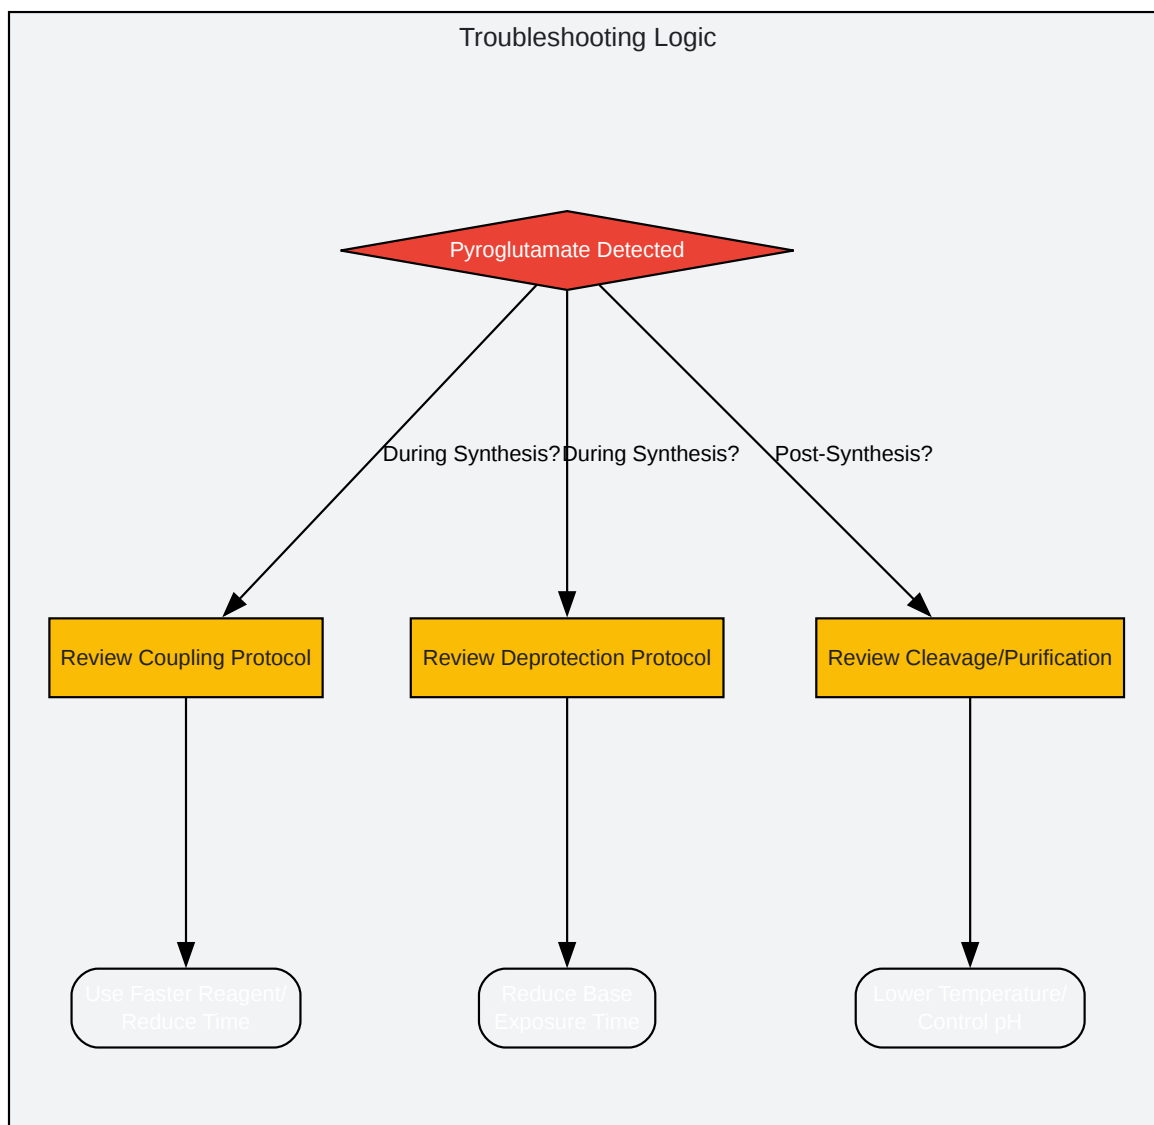 Troubleshooting Logic
Pyroglutamate Detected
During Synthesis?
During Synthesis?
Post-Synthesis?
Review Coupling Protocol
Review Deprotection Protocol
Review Cleavage/Purification
Use Faster Reagent/
Reduce Time
Reduce Base
Exposure Time
Lower Temperature/
Control pH